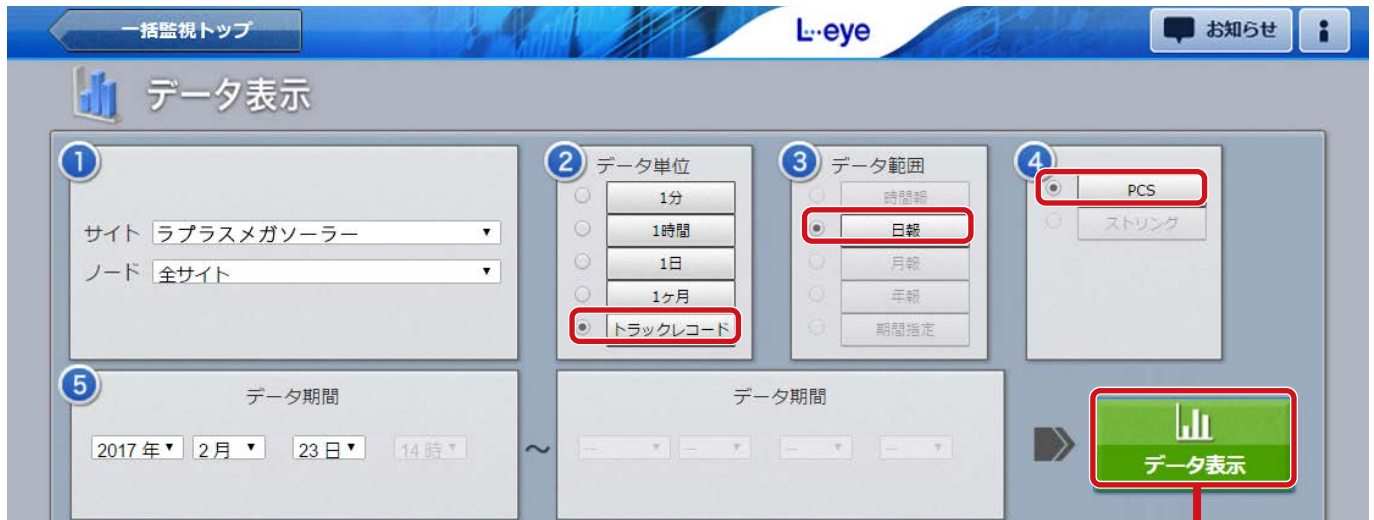 一括監視トップ
L·eye
お知らせ
i
データ表示
1
サイト ラプラスメガソーラー ▼
ノード 全サイト ▼
2 データ単位
1分
1時間
1日
1ヶ月
トラックレコード
3 データ範囲
時間報
日報
月報
年報
期間指定
4
PCS
ストリング
5 データ期間
2017 年▼ 2 月 ▼ 23 日▼ 14 時▼
～
データ期間
-- ▼ -- ▼ -- ▼ -- ▼
データ表示